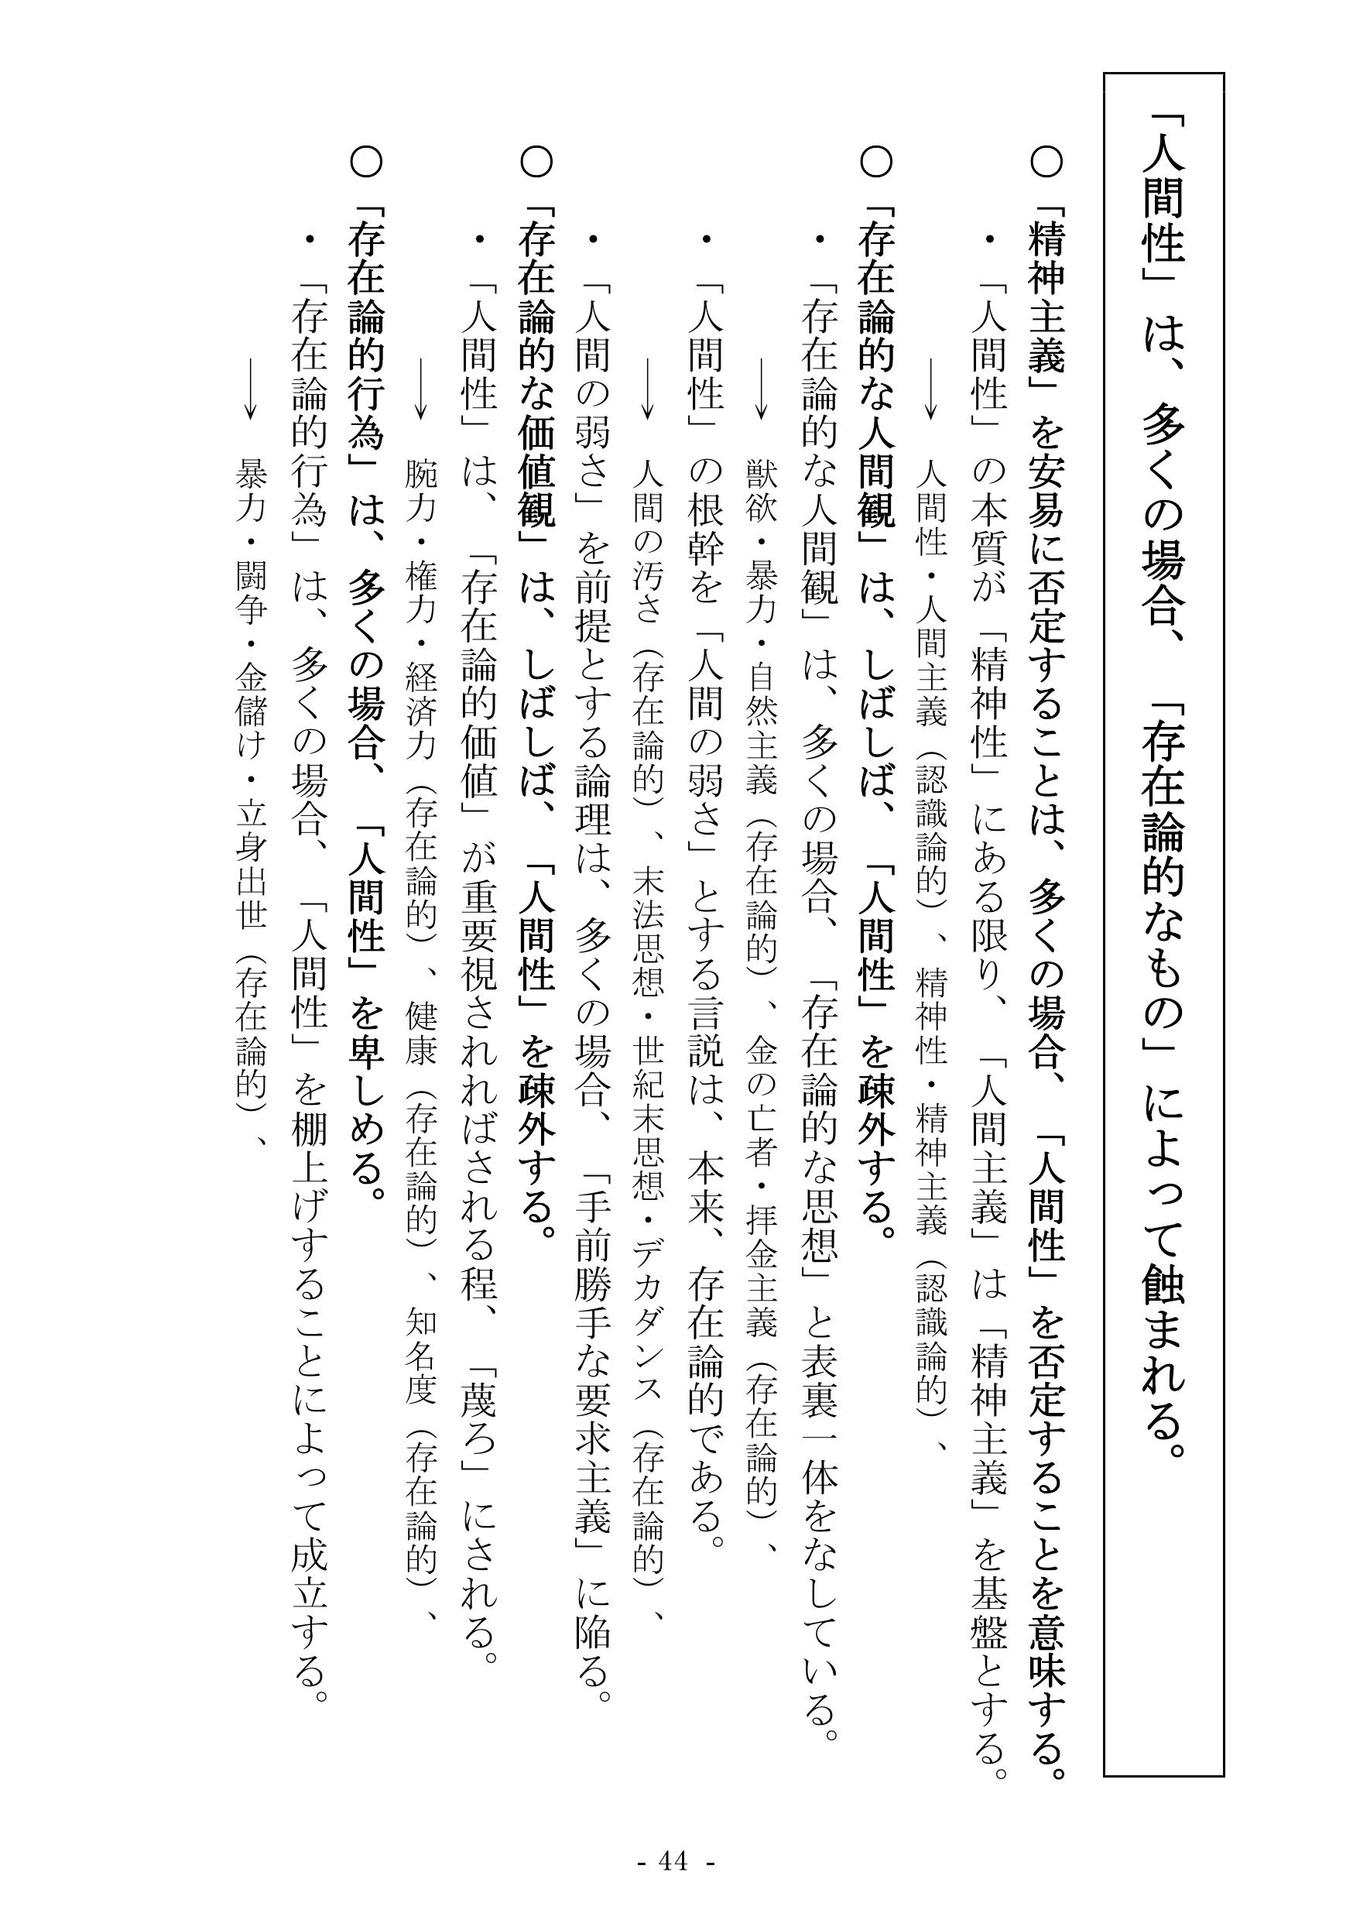 「人間性」は、多くの場合、「存在論的なもの」によって蝕まれる。
○「精神主義」を安易に否定することは、多くの場合、「人間性」を否定することを意味する。
・「人間性」の本質が「精神性」にある限り、「人間主義」は「精神主義」を基盤とする。
→ 人間性・人間主義（認識論的）、精神性・精神主義（認識論的）、
○「存在論的な人間観」は、しばしば、「人間性」を疎外する。
・「存在論的な人間観」は、多くの場合、「存在論的な思想」と表裏一体をなしている。
→ 獣欲・暴力・自然主義（存在論的）、金の亡者・拝金主義（存在論的）、
・「人間性」の根幹を「人間の弱さ」とする言説は、本来、存在論的である。
→ 人間の汚さ（存在論的）、末法思想・世紀末思想・デカダンス（存在論的）、
・「人間の弱さ」を前提とする論理は、多くの場合、「手前勝手な要求主義」に陥る。
○「存在論的な価値観」は、しばしば、「人間性」を疎外する。
・「人間性」は、「存在論的価値」が重要視されればされる程、「蔑ろ」にされる。
→ 腕力・権力・経済力（存在論的）、健康（存在論的）、知名度（存在論的）、
○「存在論的行為」は、多くの場合、「人間性」を卑しめる。
・「存在論的行為」は、多くの場合、「人間性」を棚上げすることによって成立する。
→ 暴力・闘争・金儲け・立身出世（存在論的）、
- 44 -